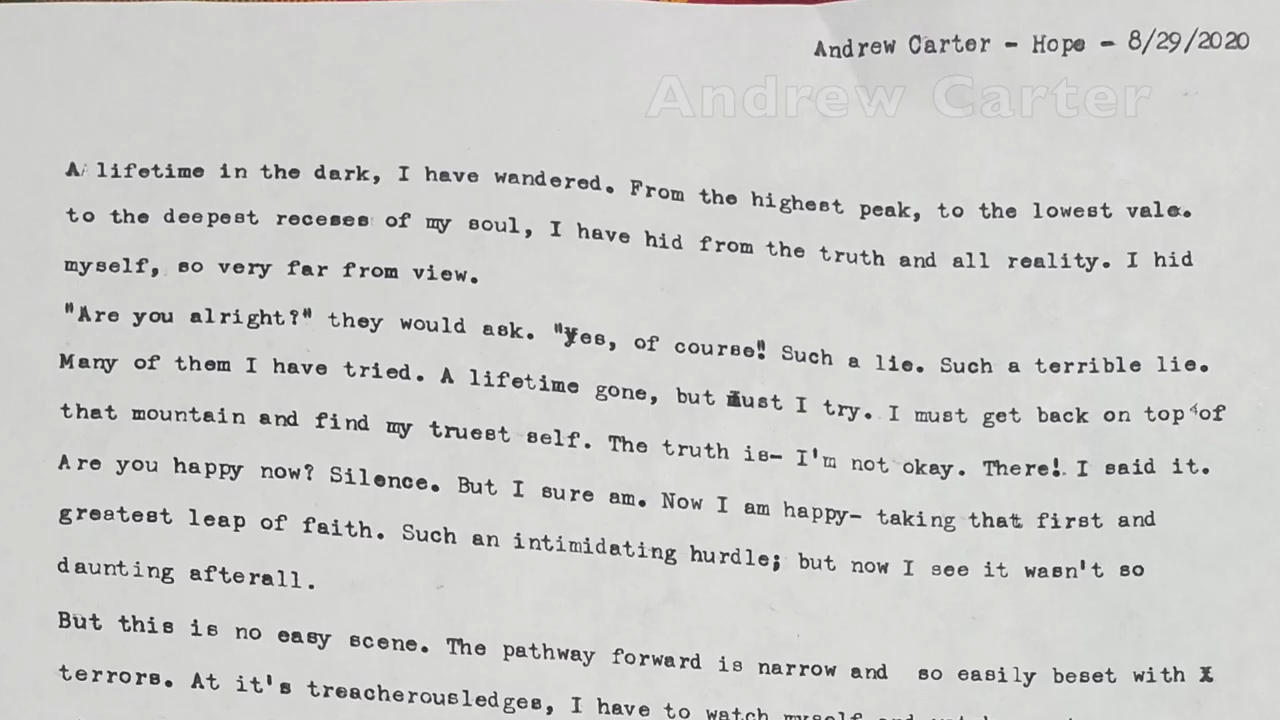 Andrew Carter - Hope - 8/29/2020
Andrew Carter
A lifetime in the dark, I have wandered. From the highest peak, to the lowest vale.
to the deepest receses of my soul, I have hid from the truth and all reality. I hid
myself, so very far from view.
"Are you alright?" they would ask. "Yes, of course!" Such a lie. Such a terrible lie.
Many of them I have tried. A lifetime gone, but must I try. I must get back on top of
that mountain and find my truest self. The truth is- I'm not okay. There! I said it.
Are you happy now? Silence. But I sure am. Now I am happy- taking that first and
greatest leap of faith. Such an intimidating hurdle; but now I see it wasn't so
daunting afterall.
But this is no easy scene. The pathway forward is narrow and so easily beset with
terrors. At it's treacherousledges, I have to watch myself and